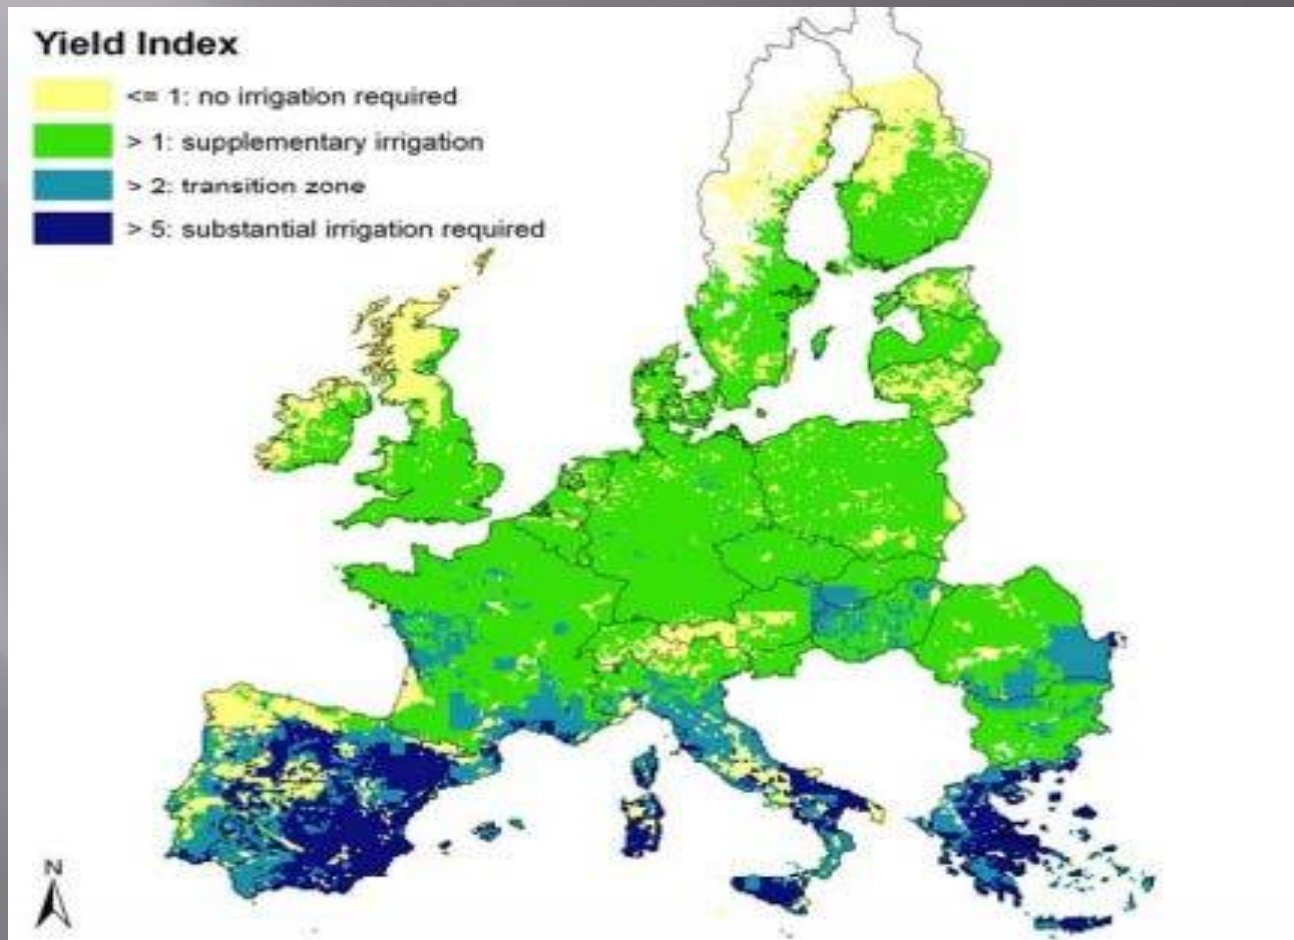 Yield Index
<= 1: no irrigation required
> 1: supplementary irrigation
> 2: transition zone
> 5: substantial irrigation required
N